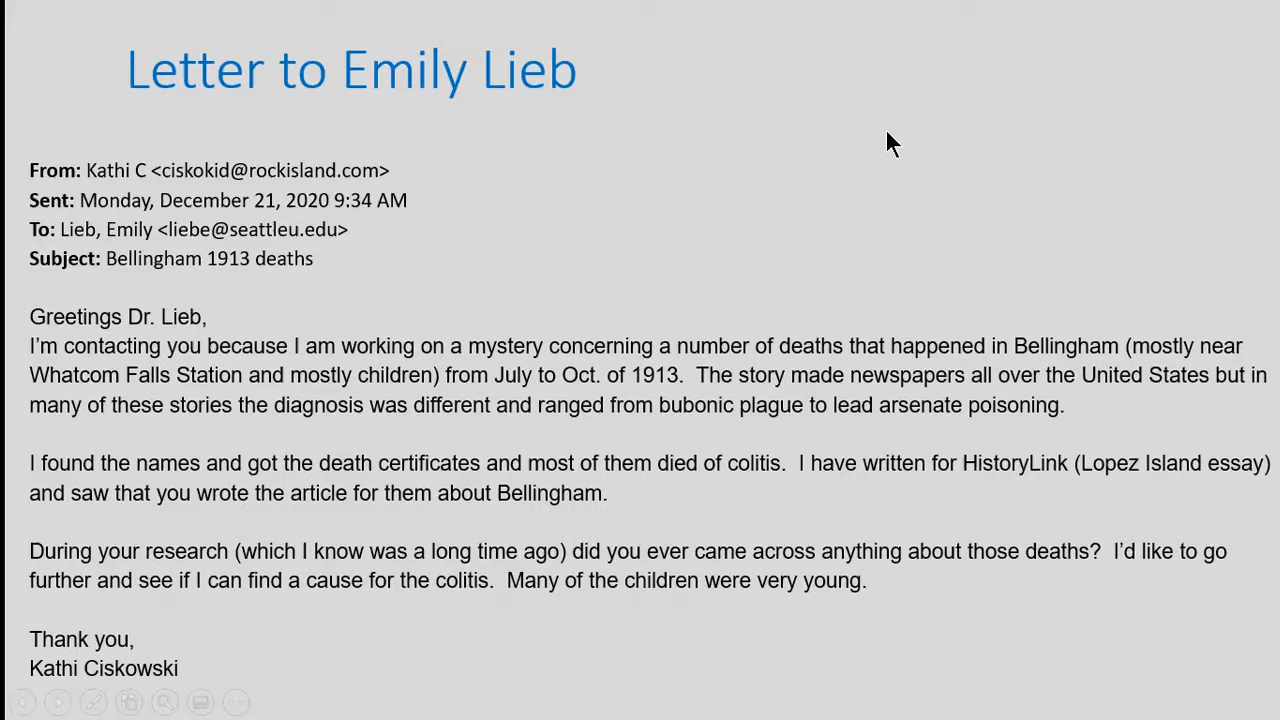 Letter to Emily Lieb
From: Kathi C <ciskokid@rockisland.com>
Sent: Monday, December 21, 2020 9:34 AM
To: Lieb, Emily <liebe@seattleu.edu>
Subject: Bellingham 1913 deaths
Greetings Dr. Lieb,
I'm contacting you because I am working on a mystery concerning a number of deaths that happened in Bellingham (mostly near
Whatcom Falls Station and mostly children) from July to Oct. of 1913.  The story made newspapers all over the United States but in
many of these stories the diagnosis was different and ranged from bubonic plague to lead arsenate poisoning.
I found the names and got the death certificates and most of them died of colitis.  I have written for HistoryLink (Lopez Island essay)
and saw that you wrote the article for them about Bellingham.
During your research (which I know was a long time ago) did you ever came across anything about those deaths?  I'd like to go
further and see if I can find a cause for the colitis.  Many of the children were very young.
Thank you,
Kathi Ciskowski